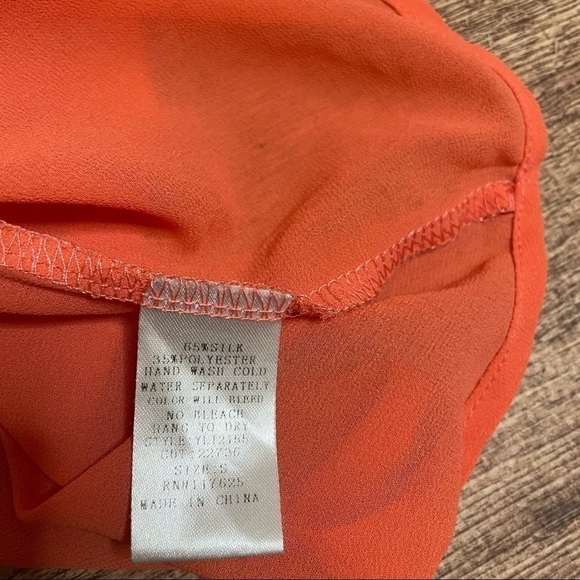 65%SILK
35%POLYESTER
HAND WASH COLD
WATER SEPARATELY
COLOR WILL BLEED
NO BLEACH
HANG TO DRY
STYLE:YLT2155
CUT:22736
SIZE:S
RN#117625
MADE IN CHINA